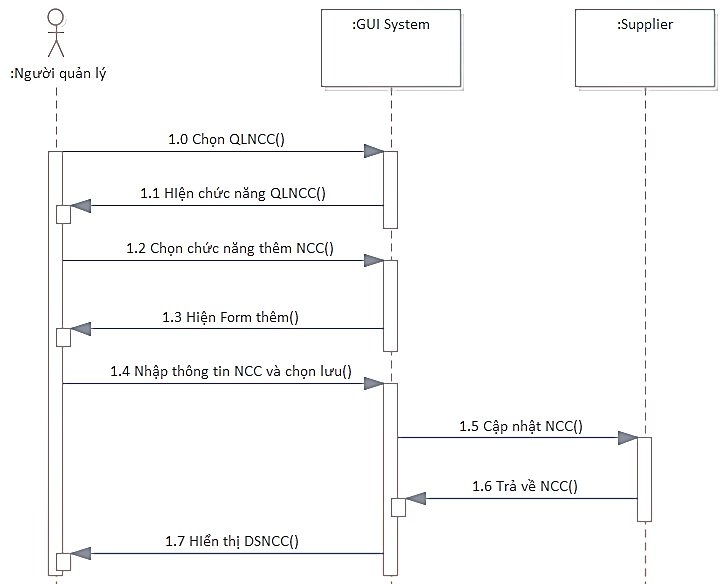 :Người quản lý
:GUI System
:Supplier
1.0 Chọn QLNCC()
1.1 HIện chức năng QLNCC()
1.2 Chọn chức năng thêm NCC()
1.3 Hiện Form thêm()
1.4 Nhập thông tin NCC và chọn lưu()
1.5 Cập nhật NCC()
1.6 Trả về NCC()
1.7 HIển thị DSNCC()